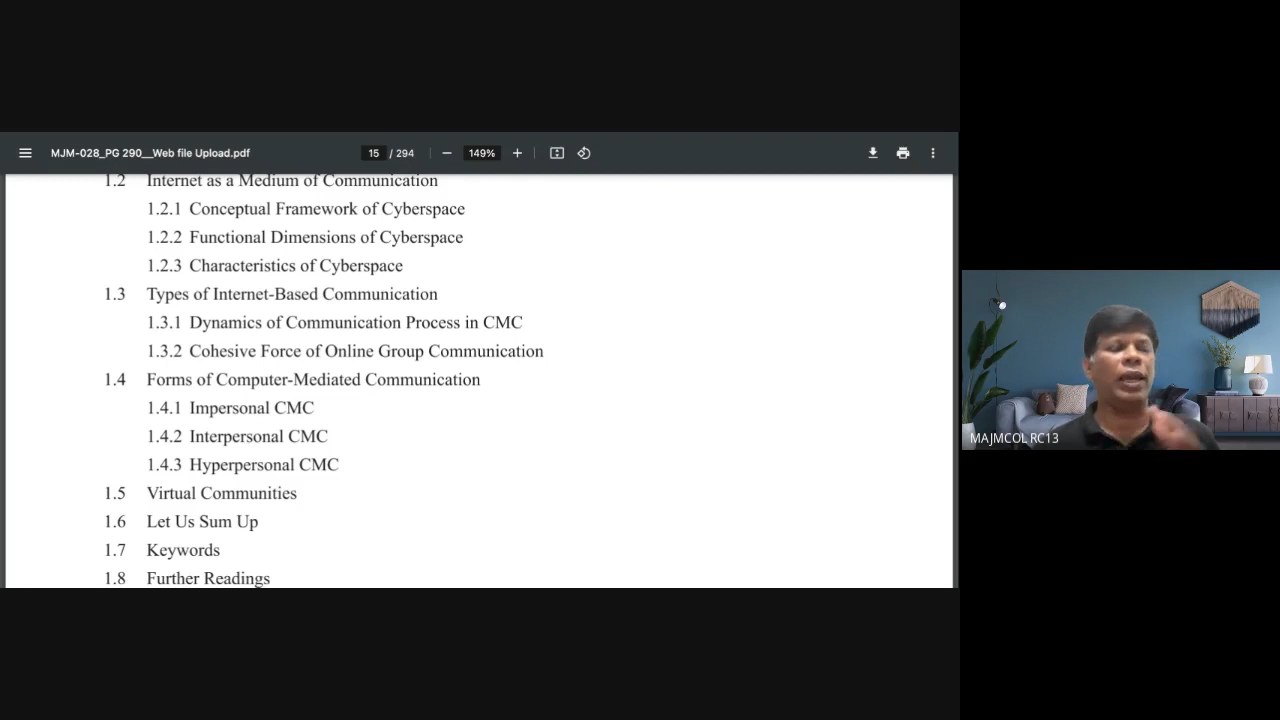 MJM-028_PG 290__Web file Upload.pdf 15 / 294 149%
1.2 Internet as a Medium of Communication
1.2.1 Conceptual Framework of Cyberspace
1.2.2 Functional Dimensions of Cyberspace
1.2.3 Characteristics of Cyberspace
1.3 Types of Internet-Based Communication
1.3.1 Dynamics of Communication Process in CMC
1.3.2 Cohesive Force of Online Group Communication
1.4 Forms of Computer-Mediated Communication
1.4.1 Impersonal CMC
1.4.2 Interpersonal CMC
1.4.3 Hyperpersonal CMC
1.5 Virtual Communities
1.6 Let Us Sum Up
1.7 Keywords
1.8 Further Readings
MAJMCOL RC13